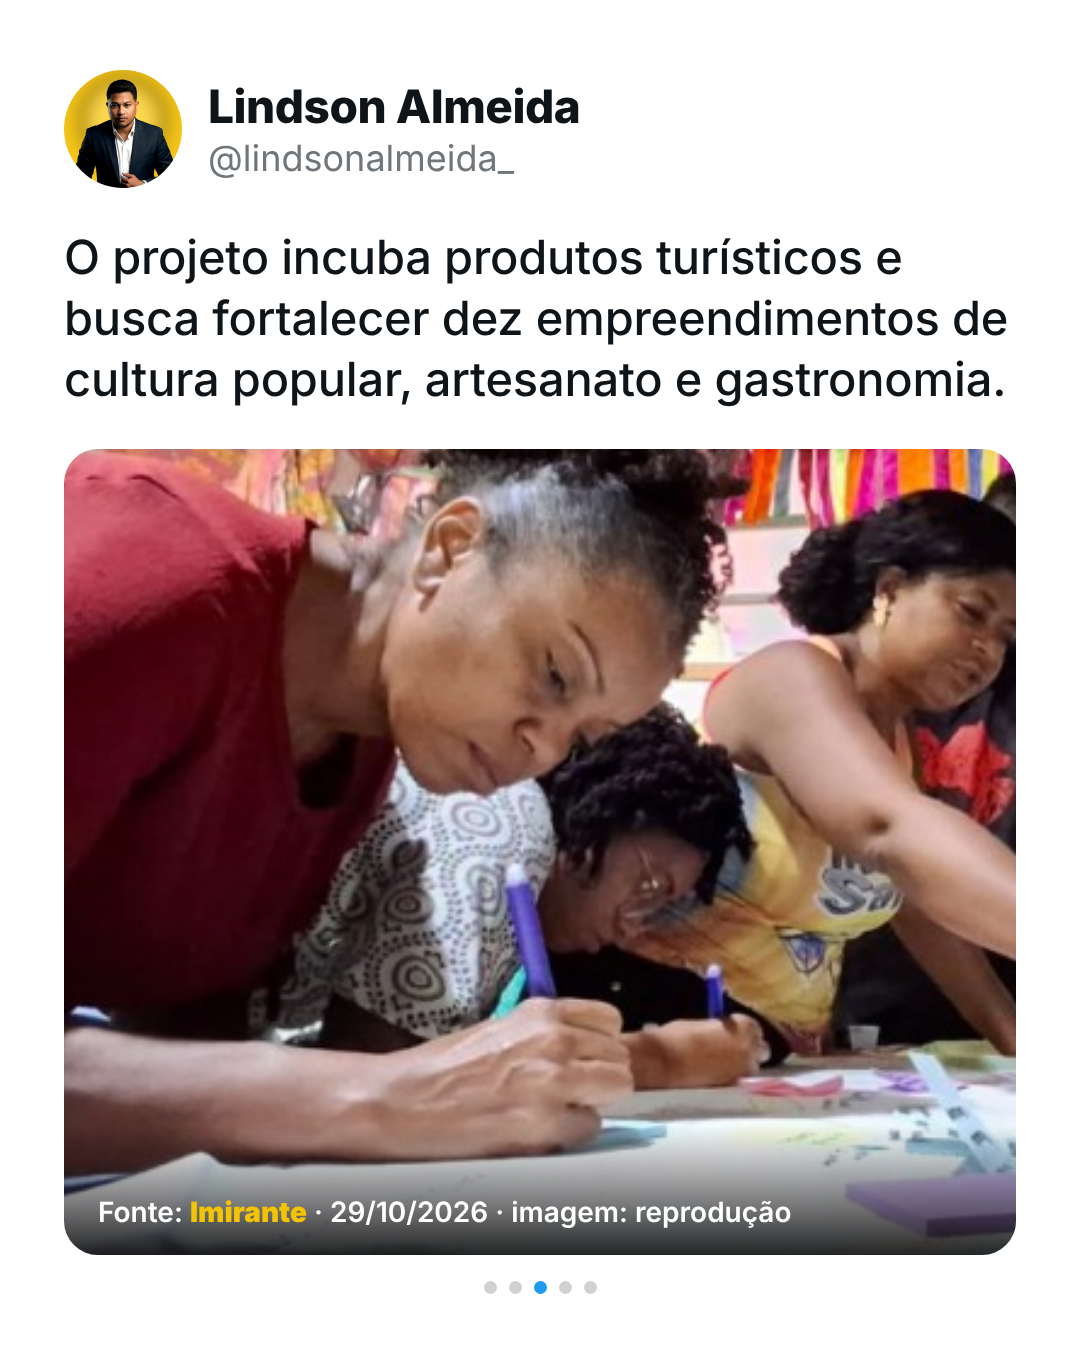 Lindson Almeida
@lindsonalmeida_
O projeto incuba produtos turísticos e
busca fortalecer dez empreendimentos de
cultura popular, artesanato e gastronomia.
Fonte: Imirante · 29/10/2026 · imagem: reprodução